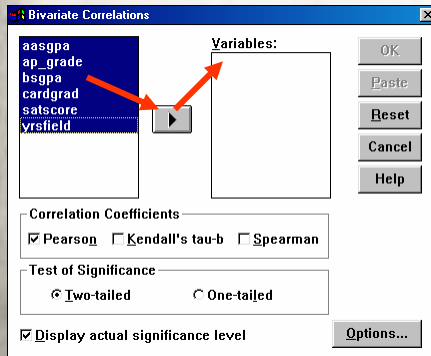 Bivariate Correlations
aasgpa
ap_grade
bsgpa
cardgrad
satscore
yrsfield
Variables:
OK
Paste
Reset
Cancel
Help
Correlation Coefficients
Pearson Kendall's tau-b Spearman
Test of Significance
Two-tailed One-tailed
Display actual significance level
Options...